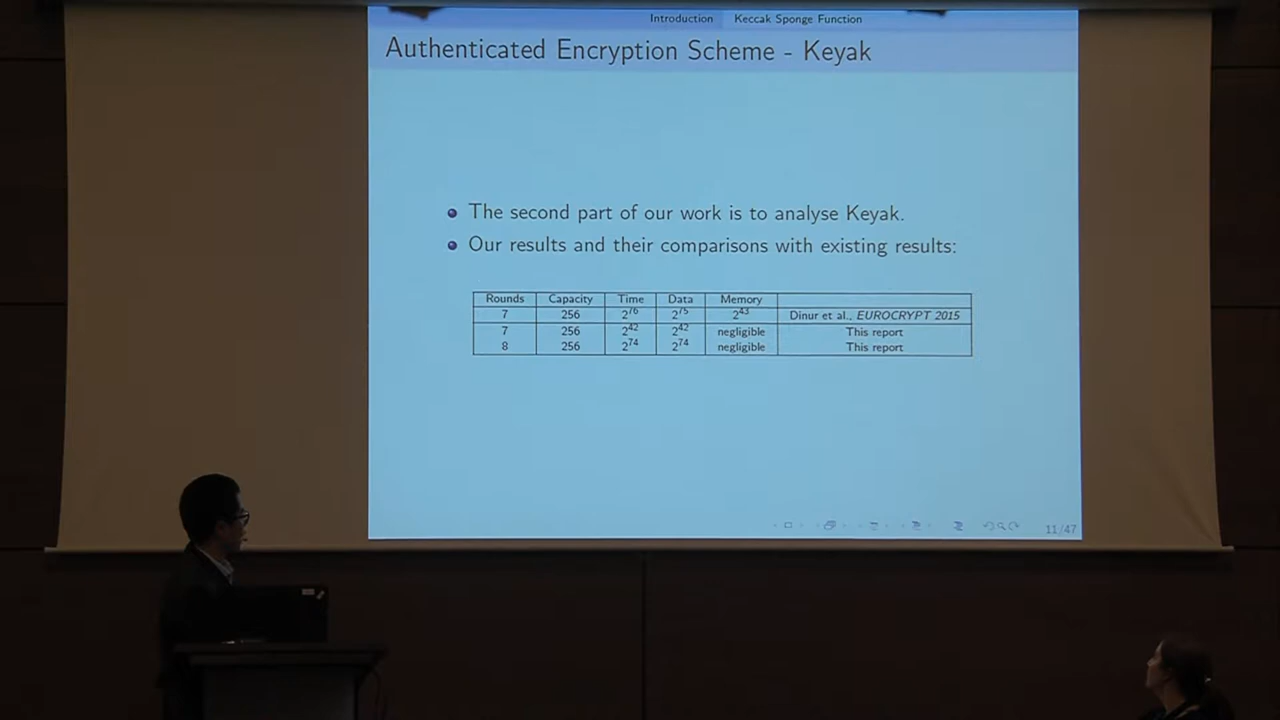 Introduction Keccak Sponge Function
Authenticated Encryption Scheme - Keyak
The second part of our work is to analyse Keyak.
Our results and their comparisons with existing results:
Rounds Capacity Time Data Memory
7 256 2^76 2^75 2^43 Dinur et al., EUROCRYPT 2015
7 256 2^42 2^42 negligible This report
8 256 2^74 2^74 negligible This report
11/47